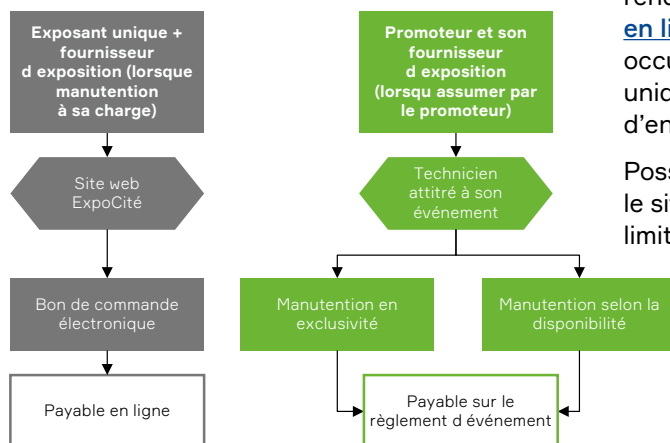 Exposant unique +
fournisseur
d exposition (lorsque
manutention
à sa charge)
Site web
ExpoCité
Bon de commande
électronique
Payable en ligne
Promoteur et son
fournisseur
d exposition
(lorsqu assumer par
le promoteur)
Technicien
attitré à son
événement
Manutention en
exclusivité
Manutention selon la
disponibilité
Payable sur le
règlement d événement
en li
occu
d'en
Poss
le si
limit